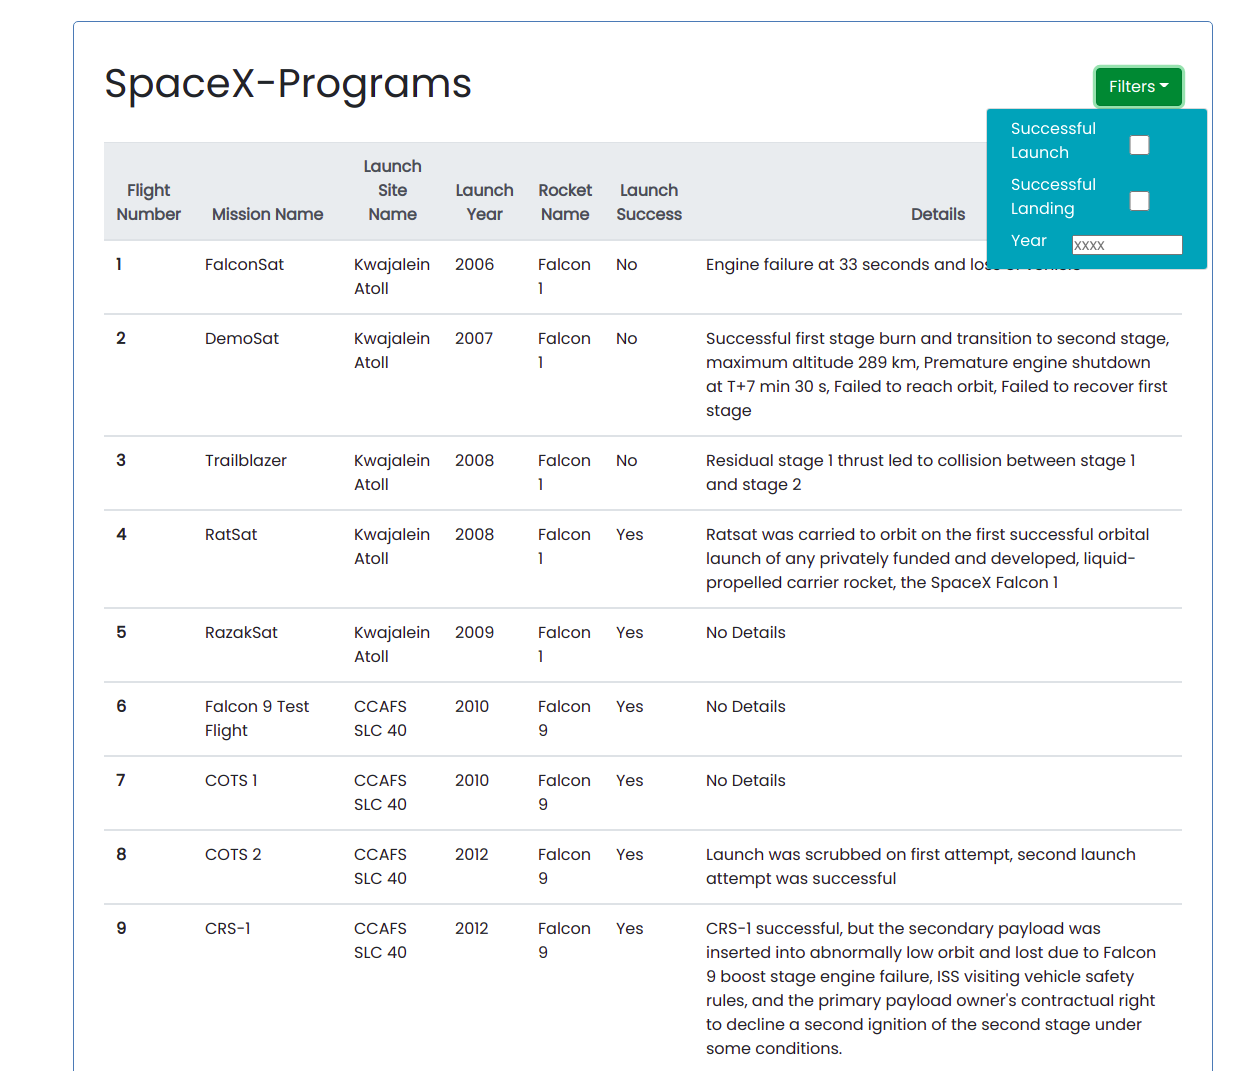 SpaceX-Programs
Filters
Successful
Launch
Successful
Landing
Year
XXXX
Flight
Number
Mission Name
Launch
Site
Name
Launch
Year
Rocket
Name
Launch
Success
Details
1 FalconSat Kwajalein 2006 Falcon No Engine failure at 33 seconds and
Atoll 1
2 DemoSat Kwajalein 2007 Falcon No Successful first stage burn and transition to second stage,
Atoll 1 maximum altitude 289 km, Premature engine shutdown
at T+7 min 30 s, Failed to reach orbit, Failed to recover first
stage
3 Trailblazer Kwajalein 2008 Falcon No Residual stage 1 thrust led to collision between stage 1
Atoll 1 and stage 2
4 RatSat Kwajalein 2008 Falcon Yes Ratsat was carried to orbit on the first successful orbital
Atoll 1 launch of any privately funded and developed, liquid-
propelled carrier rocket, the SpaceX Falcon 1
5 RazakSat Kwajalein 2009 Falcon Yes No Details
Atoll 1
6 Falcon 9 Test CCAFS 2010 Falcon Yes No Details
Flight SLC 40 9
7 COTS 1 CCAFS 2010 Falcon Yes No Details
SLC 40 9
8 COTS 2 CCAFS 2012 Falcon Yes Launch was scrubbed on first attempt, second launch
SLC 40 9 attempt was successful
9 CRS-1 CCAFS 2012 Falcon Yes CRS-1 successful, but the secondary payload was
SLC 40 9 inserted into abnormally low orbit and lost due to Falcon
9 boost stage engine failure, ISS visiting vehicle safety
rules, and the primary payload owner's contractual right
to decline a second ignition of the second stage under
some conditions.